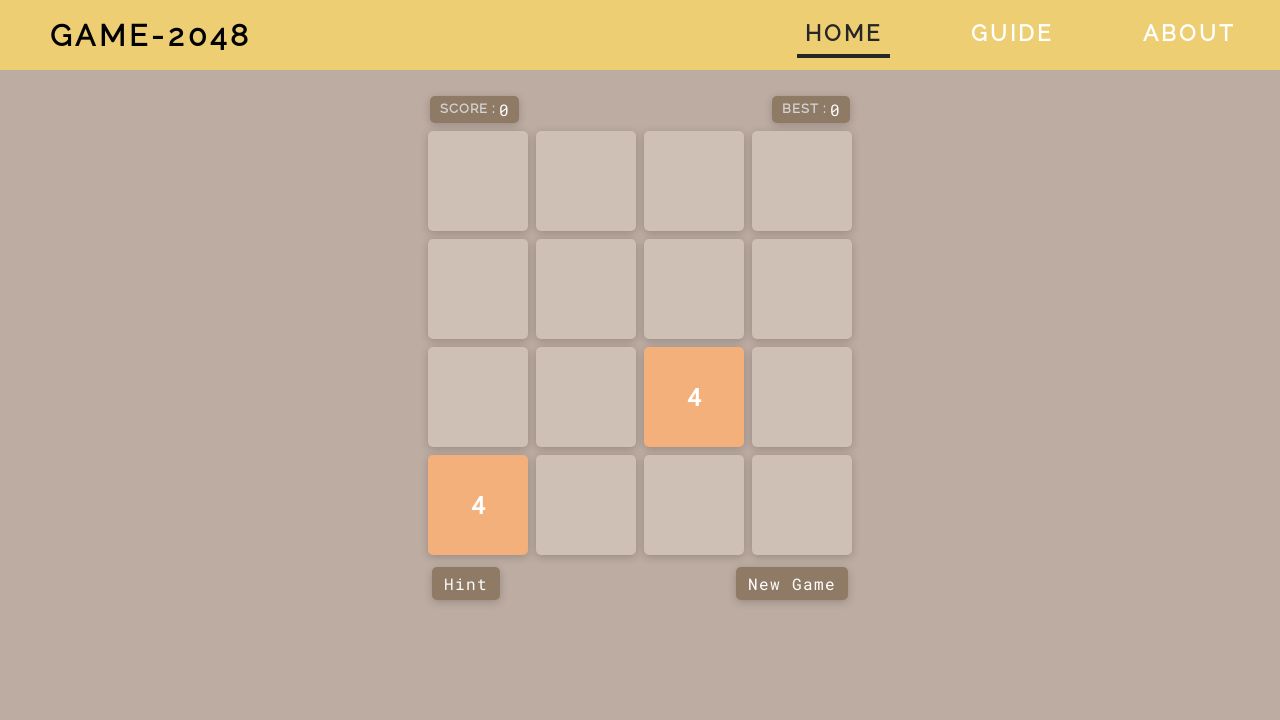 GAME-2048
HOME GUIDE ABOUT
SCORE : 0 BEST : 0
4
4
Hint New Game